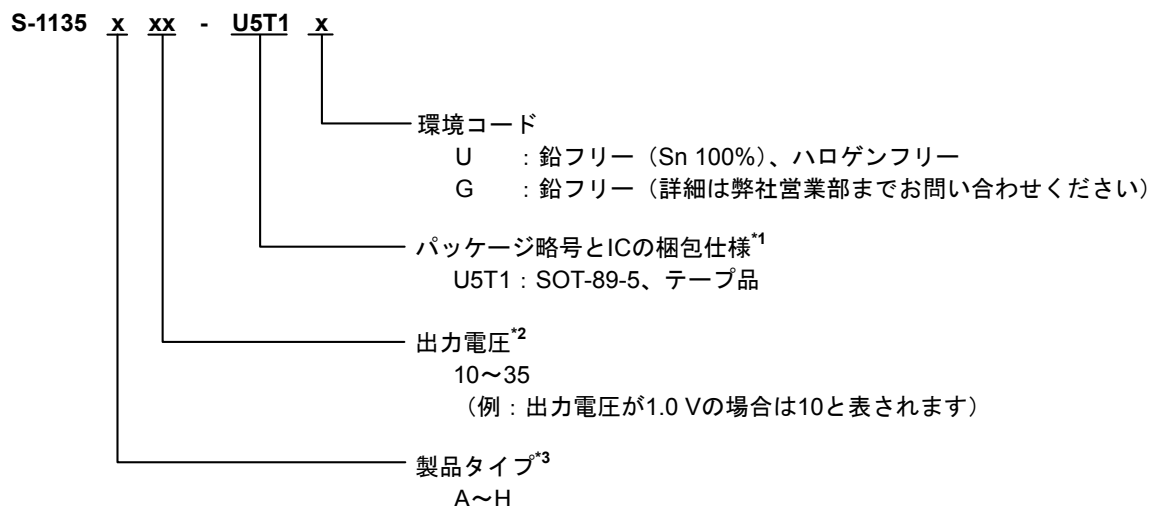 S-1135 x xx - U5T1 x
環境コード
U :鉛フリー(Sn 100%)、ハロゲンフリー
G :鉛フリー(詳細は弊社営業部までお問い合わせください)
パッケージ略号とICの梱包仕様*1
U5T1:SOT-89-5、テープ品
出力電圧*2
10~35
(例:出力電圧が1.0 Vの場合は10と表されます)
製品タイプ*3
A~H